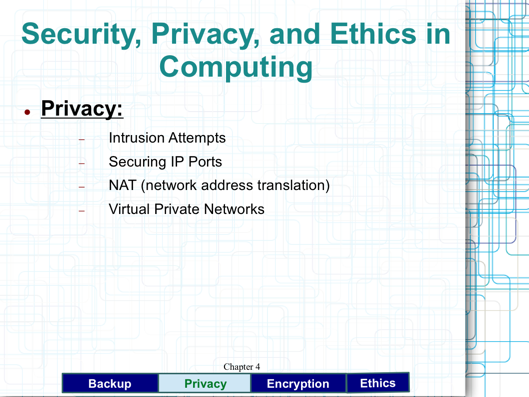 Security, Privacy, and Ethics in
Computing
• Privacy:
– Intrusion Attempts
– Securing IP Ports
– NAT (network address translation)
– Virtual Private Networks
Chapter 4
Backup Privacy Encryption Ethics